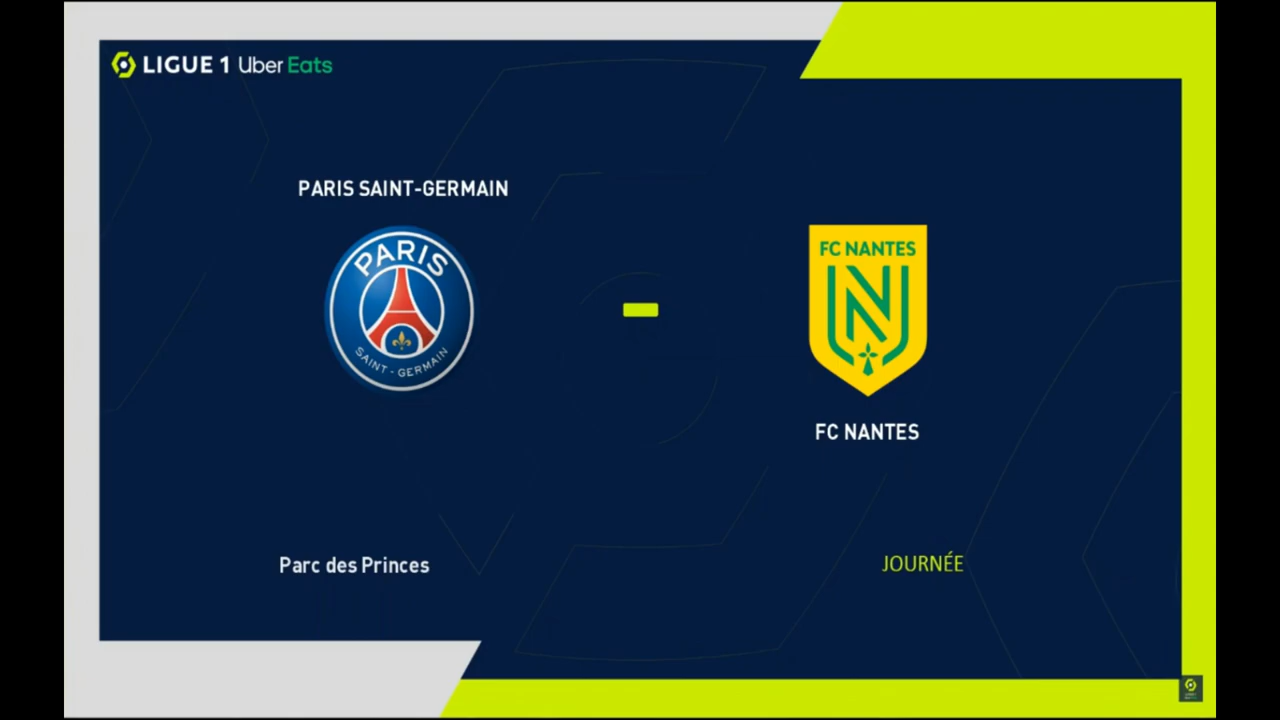 LIGUE 1 Uber Eats
PARIS SAINT-GERMAIN
PARIS
SAINT - GERMAIN
-
FC NANTES
N
FC NANTES
Parc des Princes
JOURNÉE